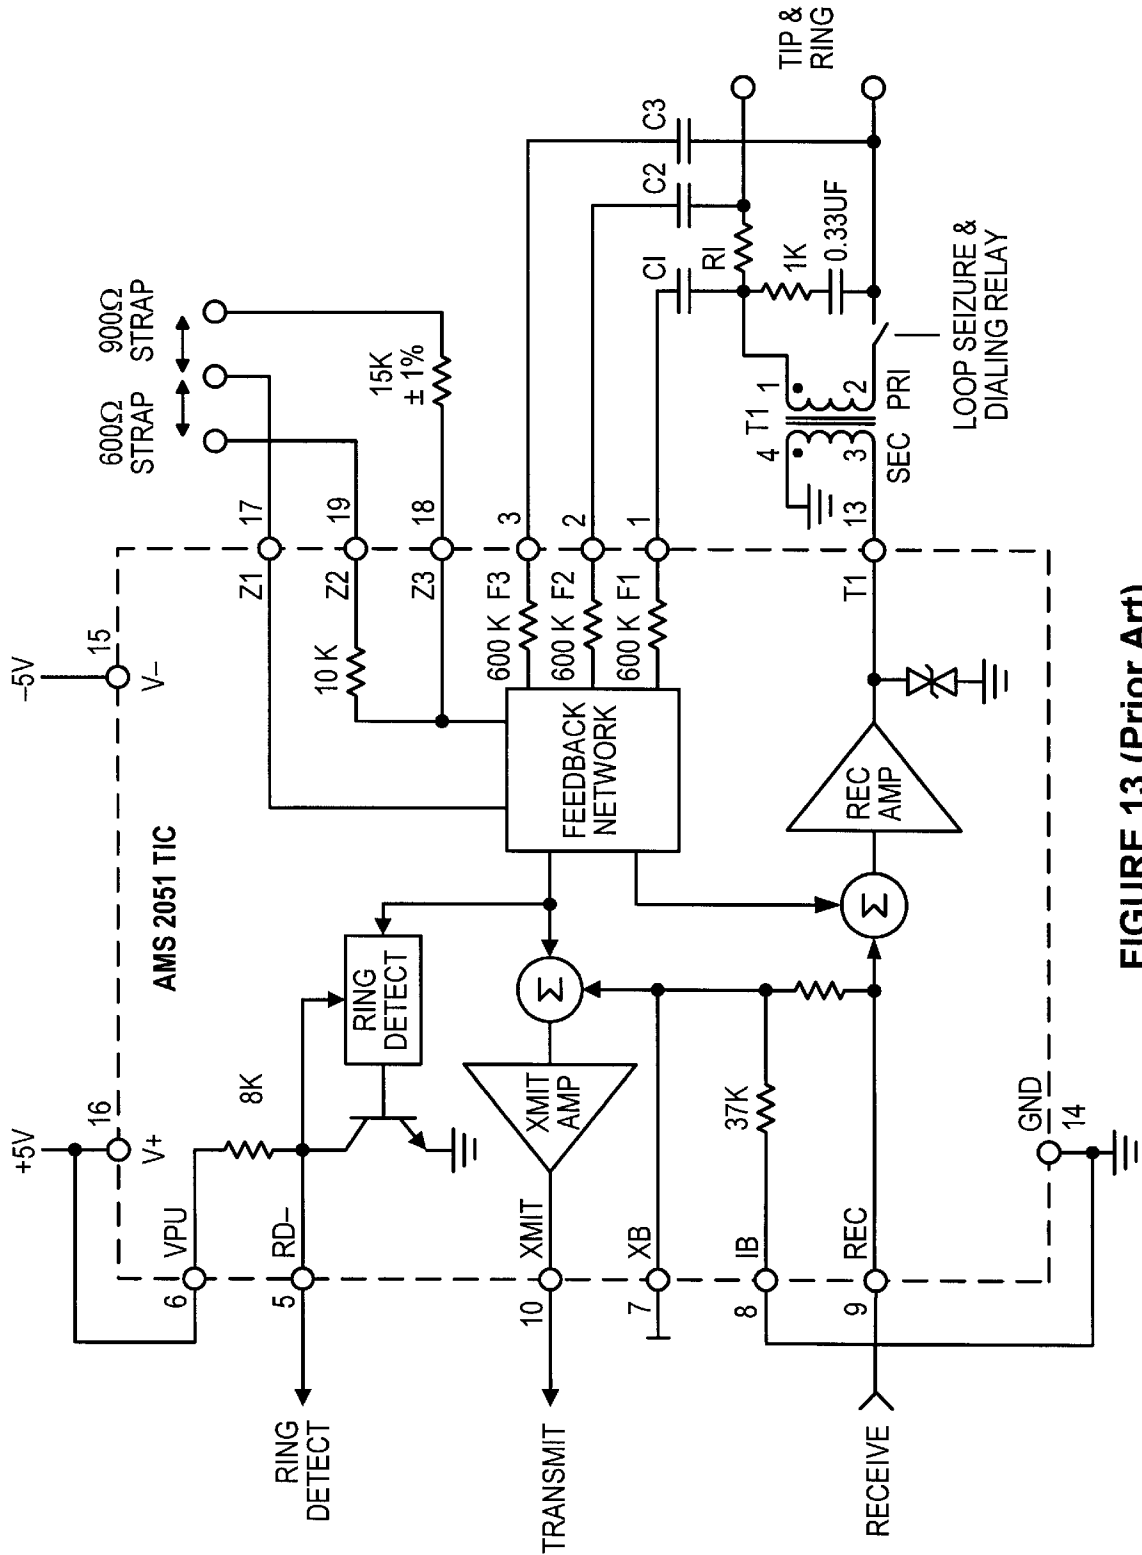 +5V
–5V
16
V+
15
V–
AMS 2051 TIC
600Ω
STRAP
900Ω
STRAP
6
VPU
8K
5
RD–
RING
DETECT
RING
DETECT
Z1
17
10 K
Z2
19
Z3
18
15K
± 1%
10
XMIT
TRANSMIT
XMIT
AMP
Σ
FEEDBACK
NETWORK
600 K
F3
3
600 K
F2
2
600 K
F1
1
C1
C2
C3
TIP &
RING
RI
1K
0.33UF
7
XB
8
IB
37K
9
REC
RECEIVE
Σ
REC
AMP
T1
13
T1
4
1
3
2
SEC
PRI
LOOP SEIZURE &
DIALING RELAY
GND
14
FIGURE 13 (Prior Art)